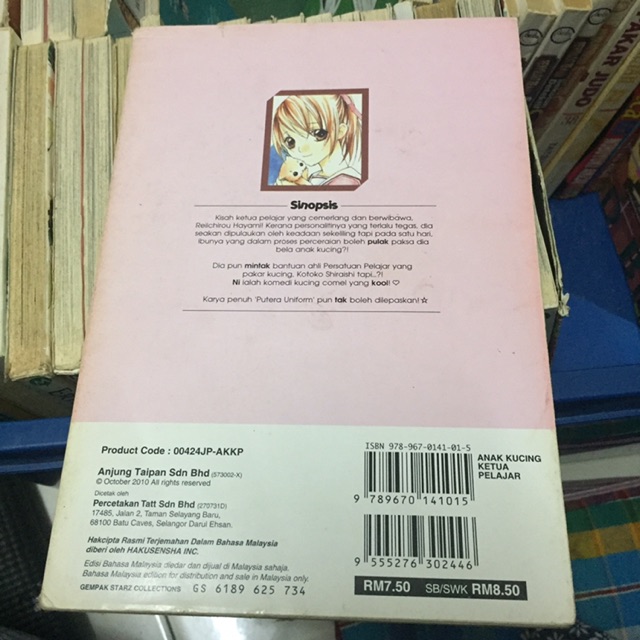 AKAR JUDO
Sinopsis
Kisah ketua pelajar yang cemerlang dan berwibawa,
Reiichirou Hayami! Kerana personalitinya yang terlalu tegas, dia
seakan dipulaukan oleh keadaan sekeliling tapi pada satu hari,
ibunya yang dalam proses perceraian boleh pulak paksa dia
bela anak kucing?!
Dia pun mintak bantuan ahli Persatuan Pelajar yang
pakar kucing, Kotoko Shiraishi tapi..?!
Ni ialah komedi kucing comel yang kool! ♡
Karya penuh 'Putera Uniform' pun tak boleh dilepaskan!☆
Product Code : 00424JP-AKKP
Anjung Taipan Sdn Bhd (573002-X)
© October 2010 All rights reserved
Dicetak oleh
Percetakan Tatt Sdn Bhd (270731D)
17485, Jalan 2, Taman Selayang Baru,
68100 Batu Caves, Selangor Darul Ehsan.
Hakcipta Rasmi Terjemahan Dalam Bahasa Malaysia
diberi oleh HAKUSENSHA INC.
Edisi Bahasa Malaysia diedar dan dijual di Malaysia sahaja.
Bahasa Malaysia edition for distribution and sale in Malaysia only.
GEMPAK STARZ COLLECTIONS GS 6189 625 734
ISBN 978-967-0141-01-5
9 789670 141015
9 555276 302446
ANAK KUCING
KETUA
PELAJAR
RM7.50 SB/SWK RM8.50